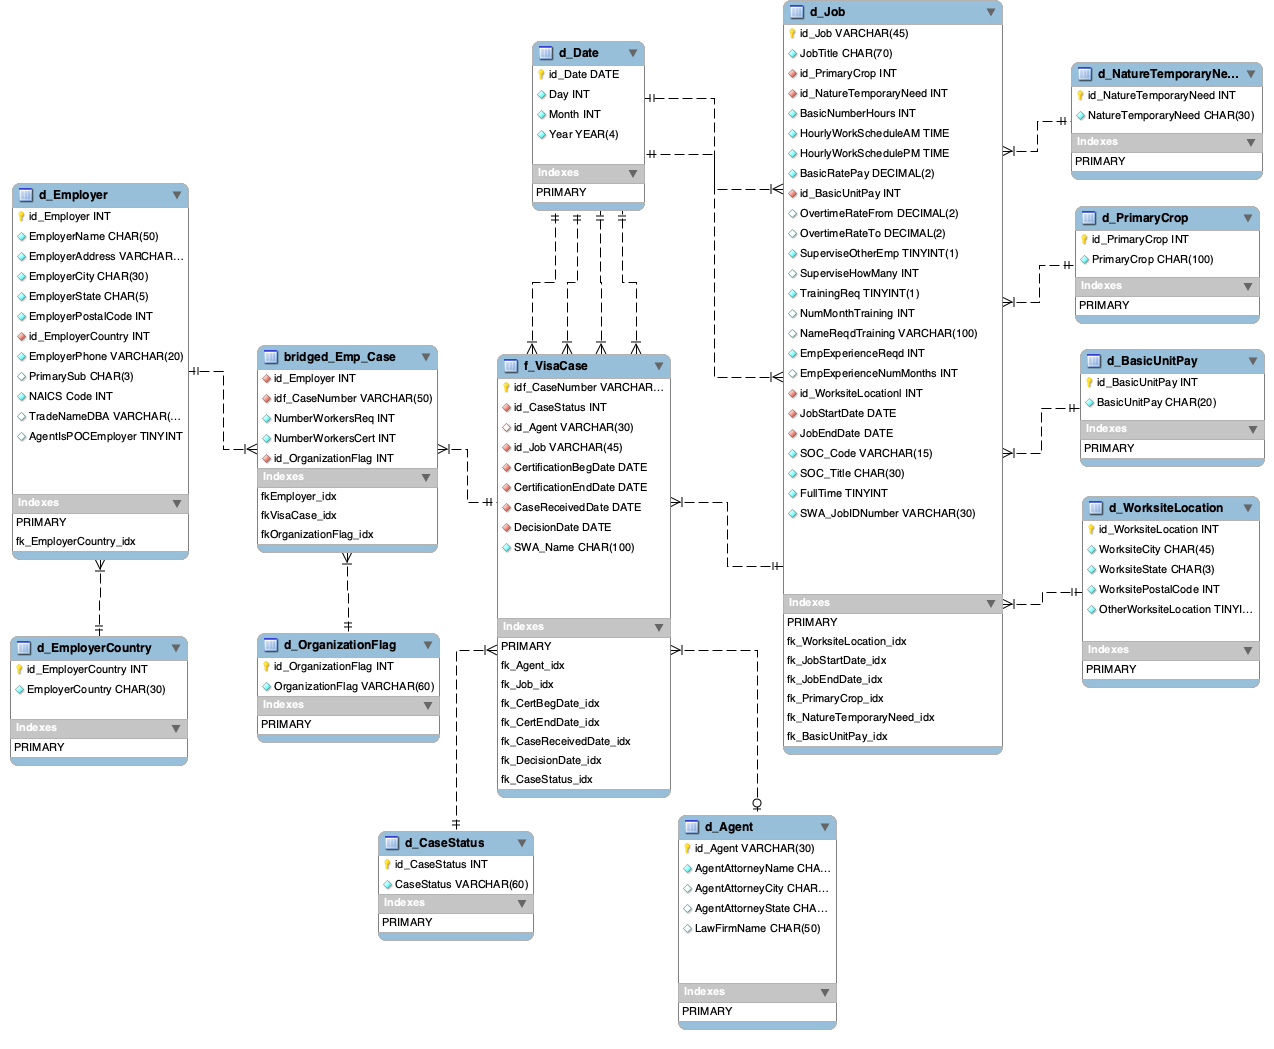 d_Job
id_Job VARCHAR(45)
JobTitle CHAR(70)
id_PrimaryCrop INT
id_NatureTemporaryNeed INT
BasicNumberHours INT
HourlyWorkScheduleAM TIME
HourlyWorkSchedulePM TIME
BasicRatePay DECIMAL(2)
id_BasicUnitPay INT
OvertimeRateFrom DECIMAL(2)
OvertimeRateTo DECIMAL(2)
SuperviseOtherEmp TINYINT(1)
SuperviseHowMany INT
TrainingReq TINYINT(1)
NumMonthTraining INT
NameReqdTraining VARCHAR(100)
EmpExperienceReqd INT
EmpExperienceNumMonths INT
id_WorksiteLocationI INT
JobStartDate DATE
JobEndDate DATE
SOC_Code VARCHAR(15)
SOC_Title CHAR(30)
FullTime TINYINT
SWA_JobIDNumber VARCHAR(30)
Indexes
PRIMARY
fk_WorksiteLocation_idx
fk_JobStartDate_idx
fk_JobEndDate_idx
fk_PrimaryCrop_idx
fk_NatureTemporaryNeed_idx
fk_BasicUnitPay_idx
d_Date
id_Date DATE
Day INT
Month INT
Year YEAR(4)
Indexes
PRIMARY
d_NatureTemporaryNe...
id_NatureTemporaryNeed INT
NatureTemporaryNeed CHAR(30)
Indexes
PRIMARY
d_Employer
id_Employer INT
EmployerName CHAR(50)
EmployerAddress VARCHAR...
EmployerCity CHAR(30)
EmployerState CHAR(5)
EmployerPostalCode INT
id_EmployerCountry INT
EmployerPhone VARCHAR(20)
PrimarySub CHAR(3)
NAICS Code INT
TradeNameDBA VARCHAR(...
AgentIsPOCEmployer TINYINT
Indexes
PRIMARY
fk_EmployerCountry_idx
d_PrimaryCrop
id_PrimaryCrop INT
PrimaryCrop CHAR(100)
Indexes
PRIMARY
bridged_Emp_Case
id_Employer INT
idf_CaseNumber VARCHAR(50)
NumberWorkersReq INT
NumberWorkersCert INT
id_OrganizationFlag INT
Indexes
fkEmployer_idx
fkVisaCase_idx
fkOrganizationFlag_idx
f_VisaCase
idf_CaseNumber VARCHAR...
id_CaseStatus INT
id_Agent VARCHAR(30)
id_Job VARCHAR(45)
CertificationBegDate DATE
CertificationEndDate DATE
CaseReceivedDate DATE
DecisionDate DATE
SWA_Name CHAR(100)
Indexes
PRIMARY
fk_Agent_idx
fk_Job_idx
fk_CertBegDate_idx
fk_CertEndDate_idx
fk_CaseReceivedDate_idx
fk_DecisionDate_idx
fk_CaseStatus_idx
d_BasicUnitPay
id_BasicUnitPay INT
BasicUnitPay CHAR(20)
Indexes
PRIMARY
d_WorksiteLocation
id_WorksiteLocation INT
WorksiteCity CHAR(45)
WorksiteState CHAR(3)
WorksitePostalCode INT
OtherWorksiteLocation TINYI...
Indexes
PRIMARY
d_EmployerCountry
id_EmployerCountry INT
EmployerCountry CHAR(30)
Indexes
PRIMARY
d_OrganizationFlag
id_OrganizationFlag INT
OrganizationFlag VARCHAR(60)
Indexes
PRIMARY
d_CaseStatus
id_CaseStatus INT
CaseStatus VARCHAR(60)
Indexes
PRIMARY
d_Agent
id_Agent VARCHAR(30)
AgentAttorneyName CHA...
AgentAttorneyCity CHAR...
AgentAttorneyState CHA...
LawFirmName CHAR(50)
Indexes
PRIMARY